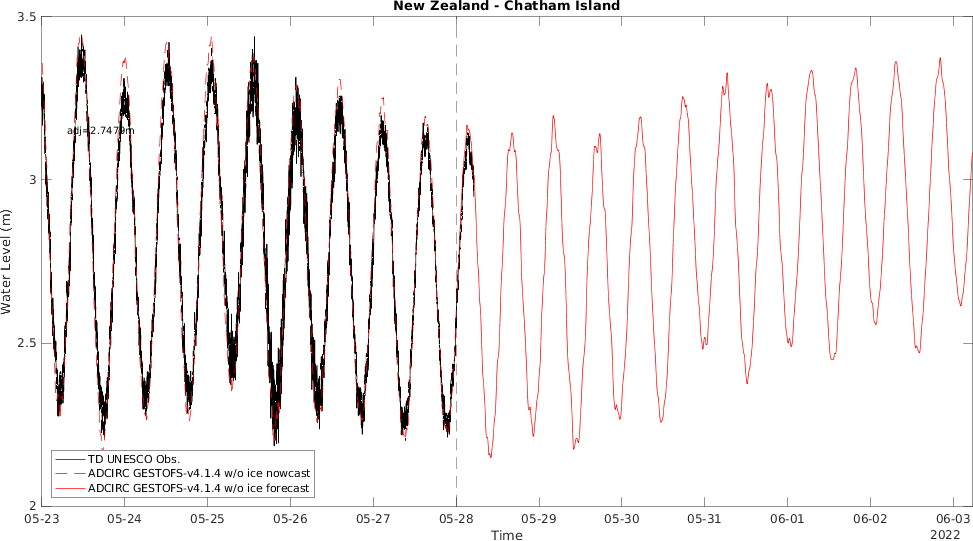 New Zealand - Chatham Island
3.5
3
2.5
2
Water Level (m)
adj=2.7479m
TD UNESCO Obs.
ADCIRC GESTOFS-v4.1.4 w/o ice nowcast
ADCIRC GESTOFS-v4.1.4 w/o ice forecast
05-23 05-24 05-25 05-26 05-27 05-28 05-29 05-30 05-31 06-01 06-02 06-03
2022
Time